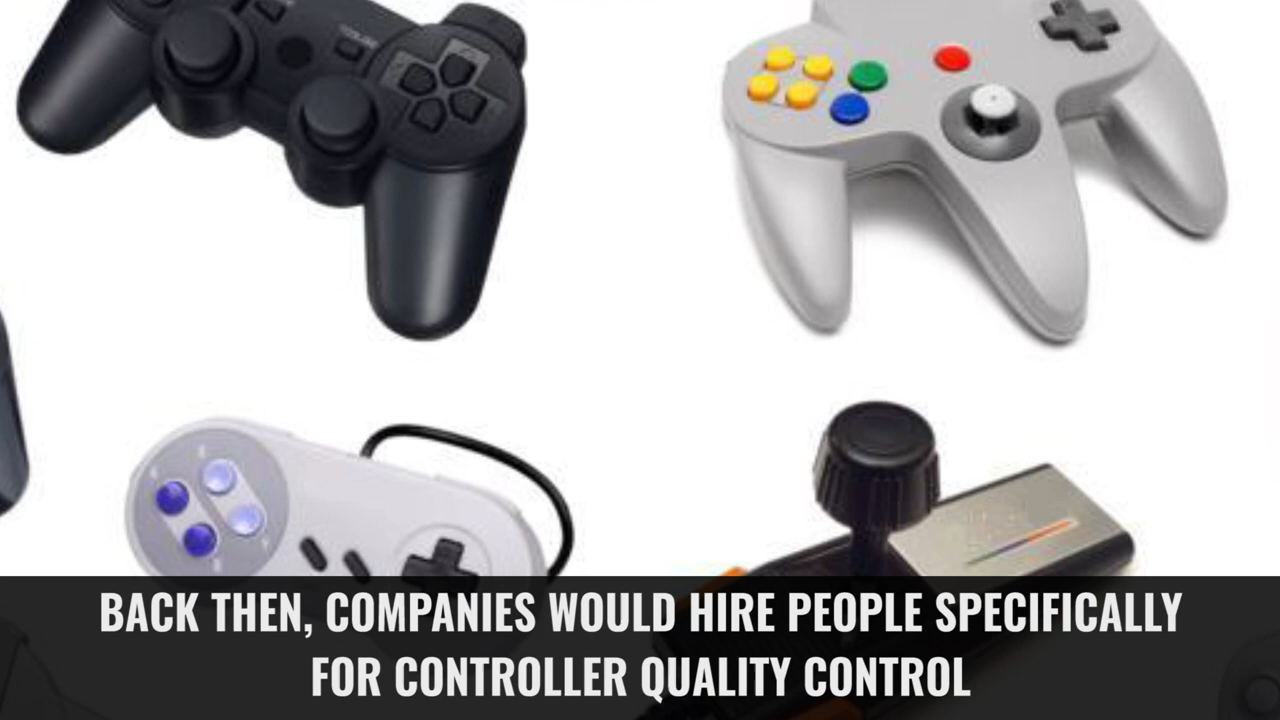 BACK THEN, COMPANIES WOULD HIRE PEOPLE SPECIFICALLY
FOR CONTROLLER QUALITY CONTROL